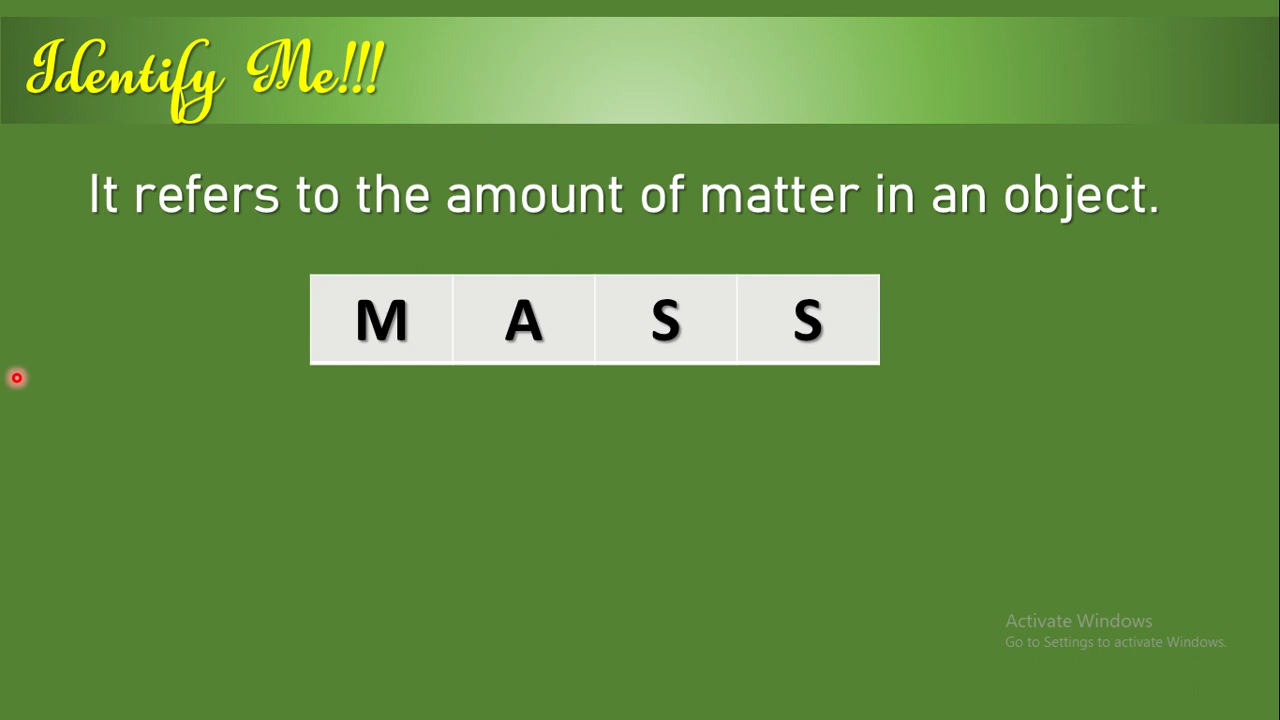 Identify Me!!!
It refers to the amount of matter in an object.
M A S S
Activate Windows
Go to Settings to activate Windows.